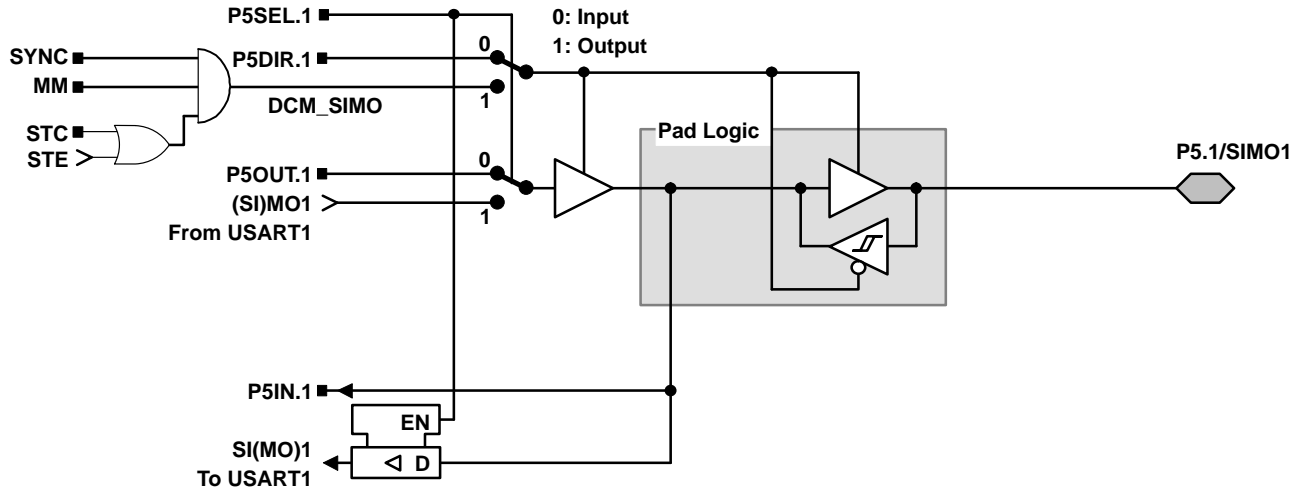 P5SEL.1
0: Input
1: Output
SYNC
MM
STC
STE
P5DIR.1
0
1
DCM_SIMO
Pad Logic
P5.1/SIMO1
P5OUT.1
0
(SI)MO1
1
From USART1
P5IN.1
EN
SI(MO)1
D
To USART1